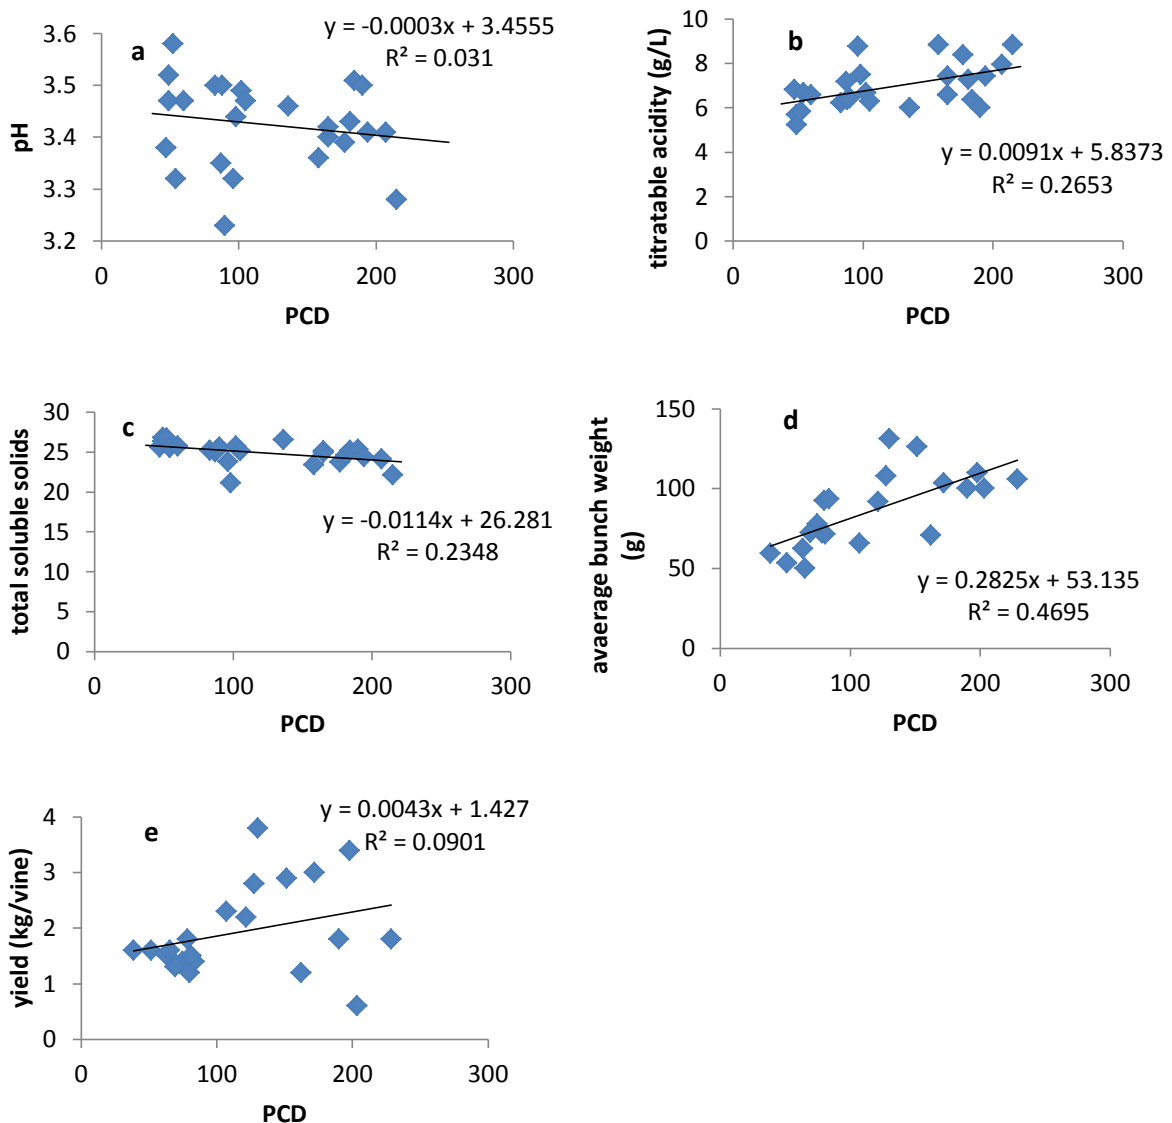 a
y = -0.0003x + 3.4555
R² = 0.031
3.6
3.5
3.4
3.3
3.2
pH
0
100
200
300
PCD
b
10
8
6
4
2
0
titratable acidity (g/L)
y = 0.0091x + 5.8373
R² = 0.2653
0
100
200
300
PCD
c
30
25
20
15
10
5
0
total soluble solids
y = -0.0114x + 26.281
R² = 0.2348
0
100
200
300
PCD
d
150
100
50
0
avaerage bunch weight
(g)
y = 0.2825x + 53.135
R² = 0.4695
0
100
200
300
PCD
e
y = 0.0043x + 1.427
R² = 0.0901
4
3
2
1
0
yield (kg/vine)
0
100
200
300
PCD